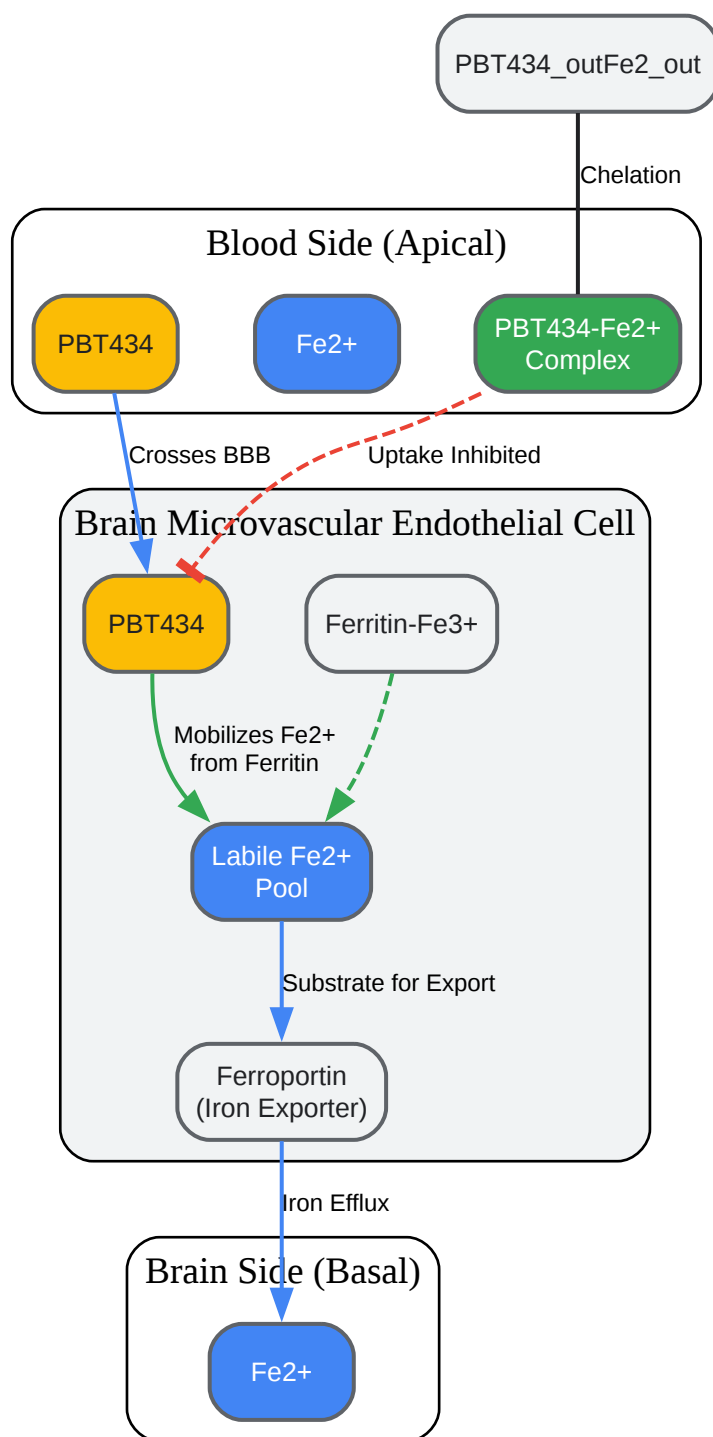 PBT434_outFe2_out
Chelation
Blood Side (Apical)
PBT434
Fe2+
PBT434-Fe2+
Complex
Crosses BBB
Uptake Inhibited
Brain Microvascular Endothelial Cell
PBT434
Ferritin-Fe3+
Mobilizes Fe2+
from Ferritin
Labile Fe2+
Pool
Substrate for Export
Ferroportin
(Iron Exporter)
Iron Efflux
Brain Side (Basal)
Fe2+